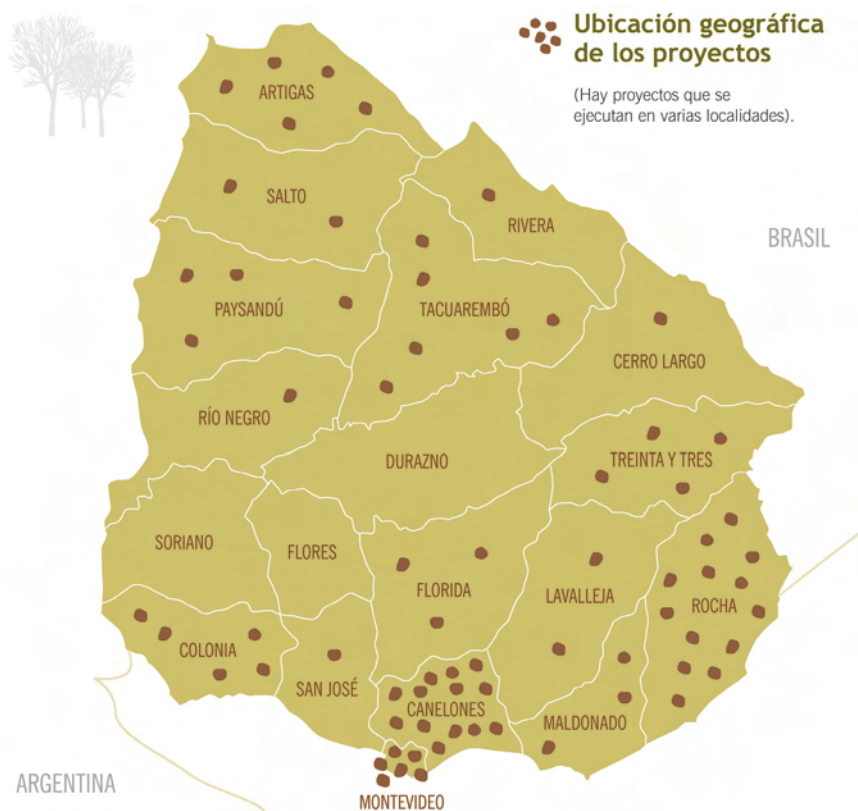 Ubicación geográfica
de los proyectos
(Hay proyectos que se
ejecutan en varias localidades).
ARTIGAS
SALTO
RIVERA
BRASIL
PAYSANDÚ
TACUAREMBÓ
CERRO LARGO
RÍO NEGRO
DURAZNO
TREINTA Y TRES
SORIANO
FLORES
FLORIDA
LAVALLEJA
ROCHA
COLONIA
SAN JOSÉ
CANELONES
MALDONADO
ARGENTINA
MONTEVIDEO